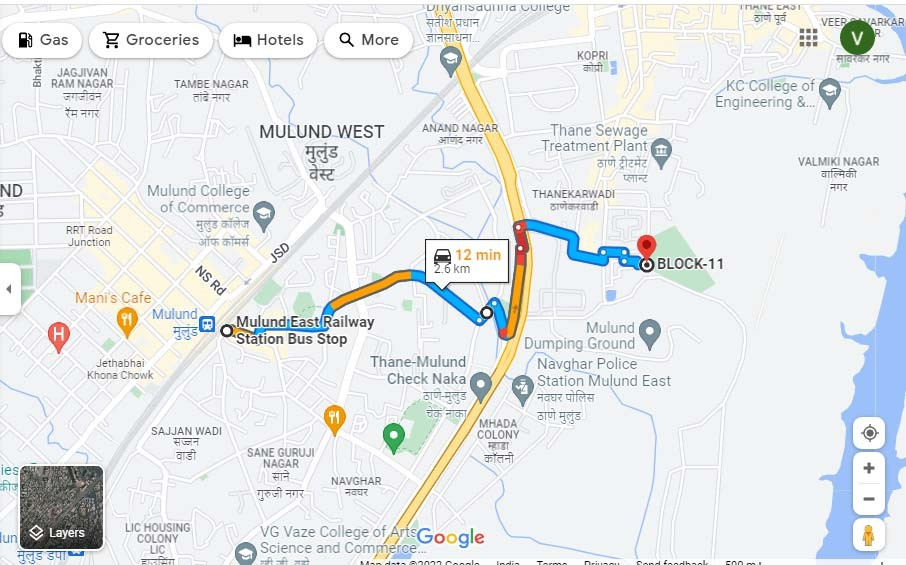 Dnyansadhna College
सतीश प्रधान
ज्ञानसाधना...
THANE EAST
ठाणे पूर्व
VEER SAVARKAR
सावरकर नगर
Gas
Groceries
Hotels
More
V
Bhakti
JAGJIVAN
RAM NAGAR
जगजीवन
रॅम नगर
TAMBE NAGAR
तांबे नगर
KOPRI
कोपरी
KC College of
Engineering &...
MULUND WEST
मुलुंड
वेस्ट
ANAND NAGAR
आणंद नगर
Thane Sewage
Treatment Plant
ठाणे ट्रीटमेंट
प्लान्ट
VALMIKI NAGAR
वाल्मिकी
नगर
ND
Mulund College
of Commerce
मुलुंड कॉलेज
ऑफ कॉमर्स
THANEKARWADI
ठाणेकरवाडी
RRT Road
Junction
JSD
NS Rd
12 min
2.6 km
BLOCK-11
Mani's Cafe
Mulund
मुलुंड
Mulund East Railway
Station Bus Stop
H
Jethabhai
Khona Chowk
Mulund
Dumping Ground
Thane-Mulund
Check Naka
ठाणे-मुलुंड
चेक नाका
Navghar Police
Station Mulund East
नवघर पोलिस
ठाणे मुलुंड
MHADA
COLONY
म्हाडा
कॉलनी
SAJJAN WADI
सज्जन
वाडी
SANE GURUJI
NAGAR
साने
गुरुजी नगर
NAVGHAR
नवघर
Layers
LIC HOUSING
COLONY
LIC
हाउसिंग
VG Vaze College of Arts
Science and Commerce...
Google
मुलुंड डेपो
Map data ©2022 Google India Terms Privacy Send feedback 500 m